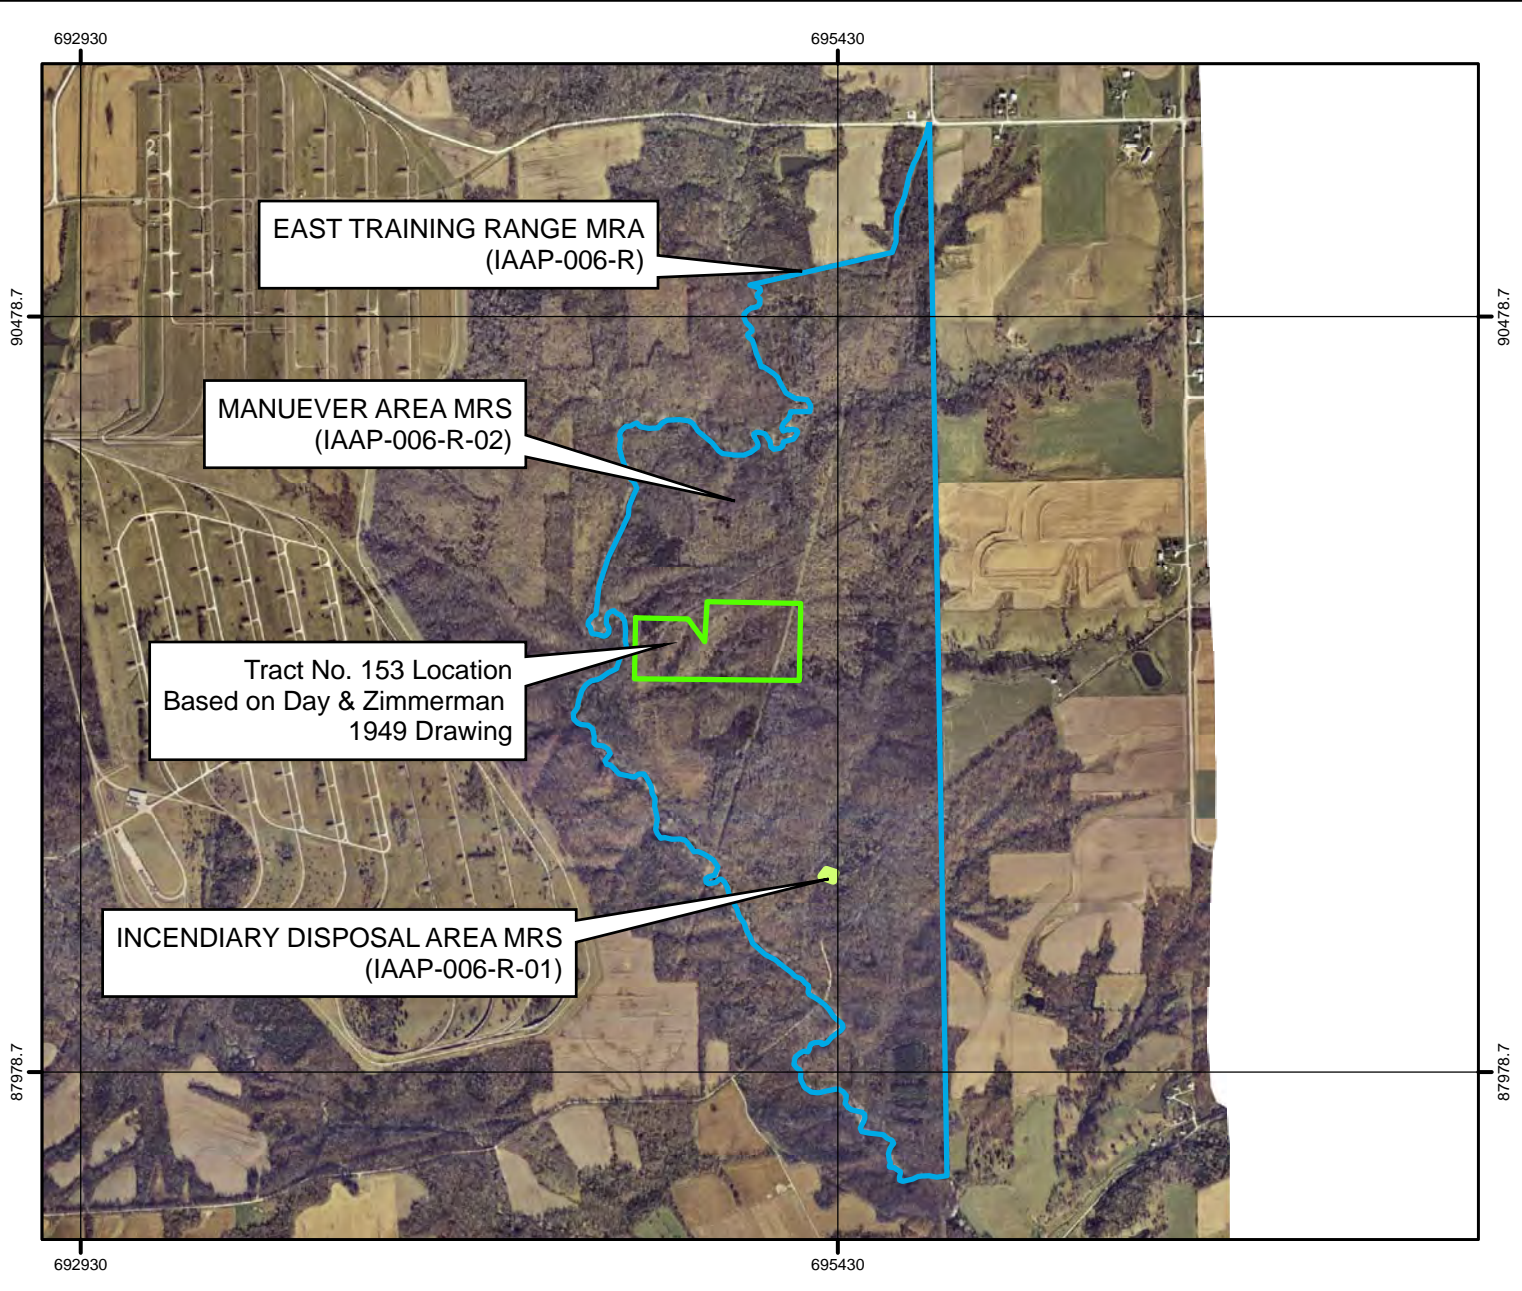 692930
695430
EAST TRAINING RANGE MRA
(IAAP-006-R)
90478.7
90478.7
MANUEVER AREA MRS
(IAAP-006-R-02)
Tract No. 153 Location
Based on Day & Zimmerman
1949 Drawing
INCENDIARY DISPOSAL AREA MRS
(IAAP-006-R-01)
87978.7
87978.7
692930
695430